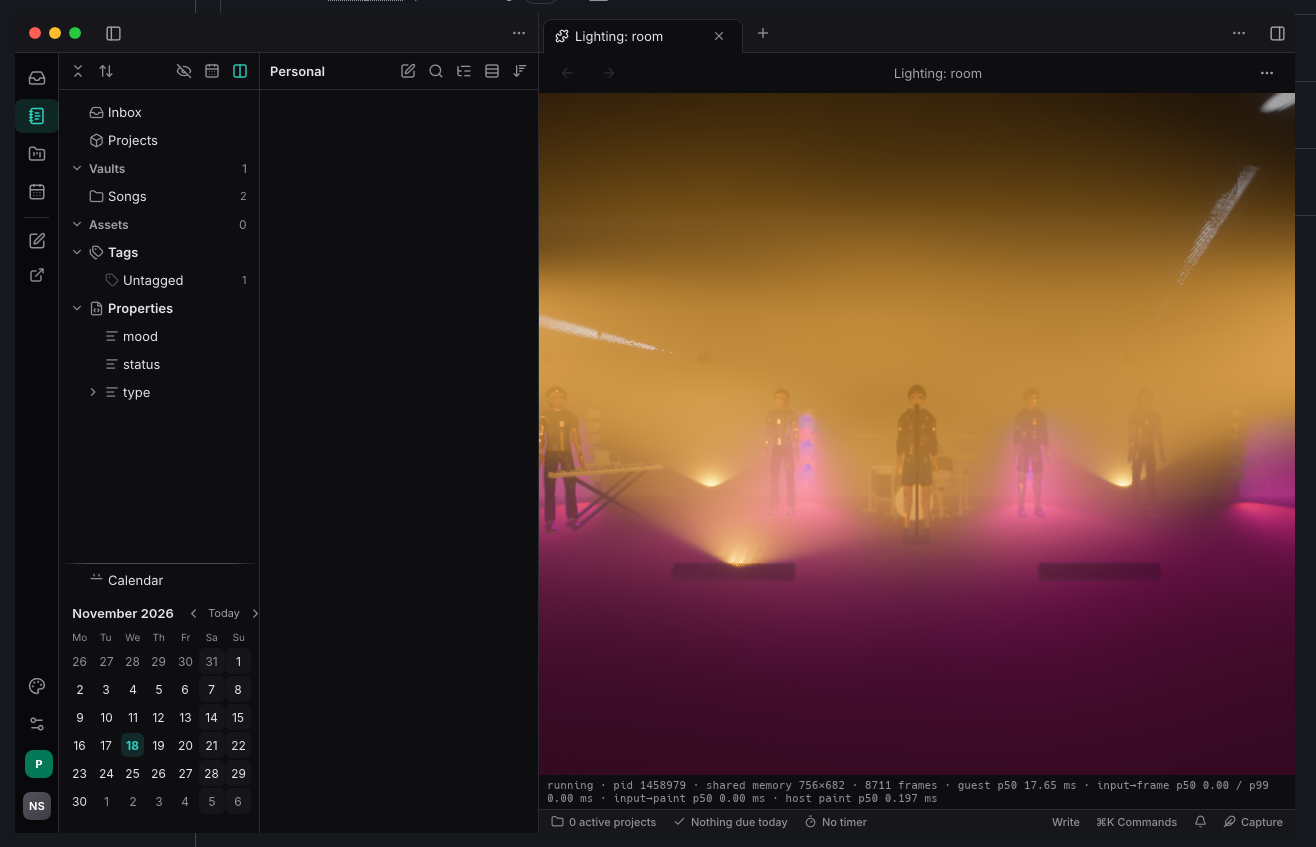 Lighting: room
Personal
Lighting: room
Inbox
Projects
Vaults 1
Songs 2
Assets 0
Tags
Untagged 1
Properties
mood
status
type
Calendar
November 2026 Today
Mo Tu We Th Fr Sa Su
26 27 28 29 30 31 1
2 3 4 5 6 7 8
9 10 11 12 13 14 15
16 17 18 19 20 21 22
23 24 25 26 27 28 29
30 1 2 3 4 5 6
P
NS
running · pid 1458979 · shared memory 756×682 · 8711 frames · guest p50 17.65 ms · input→frame p50 0.00 / p99
0.00 ms · input→paint p50 0.00 ms · host paint p50 0.197 ms
0 active projects Nothing due today No timer Write ⌘K Commands Capture